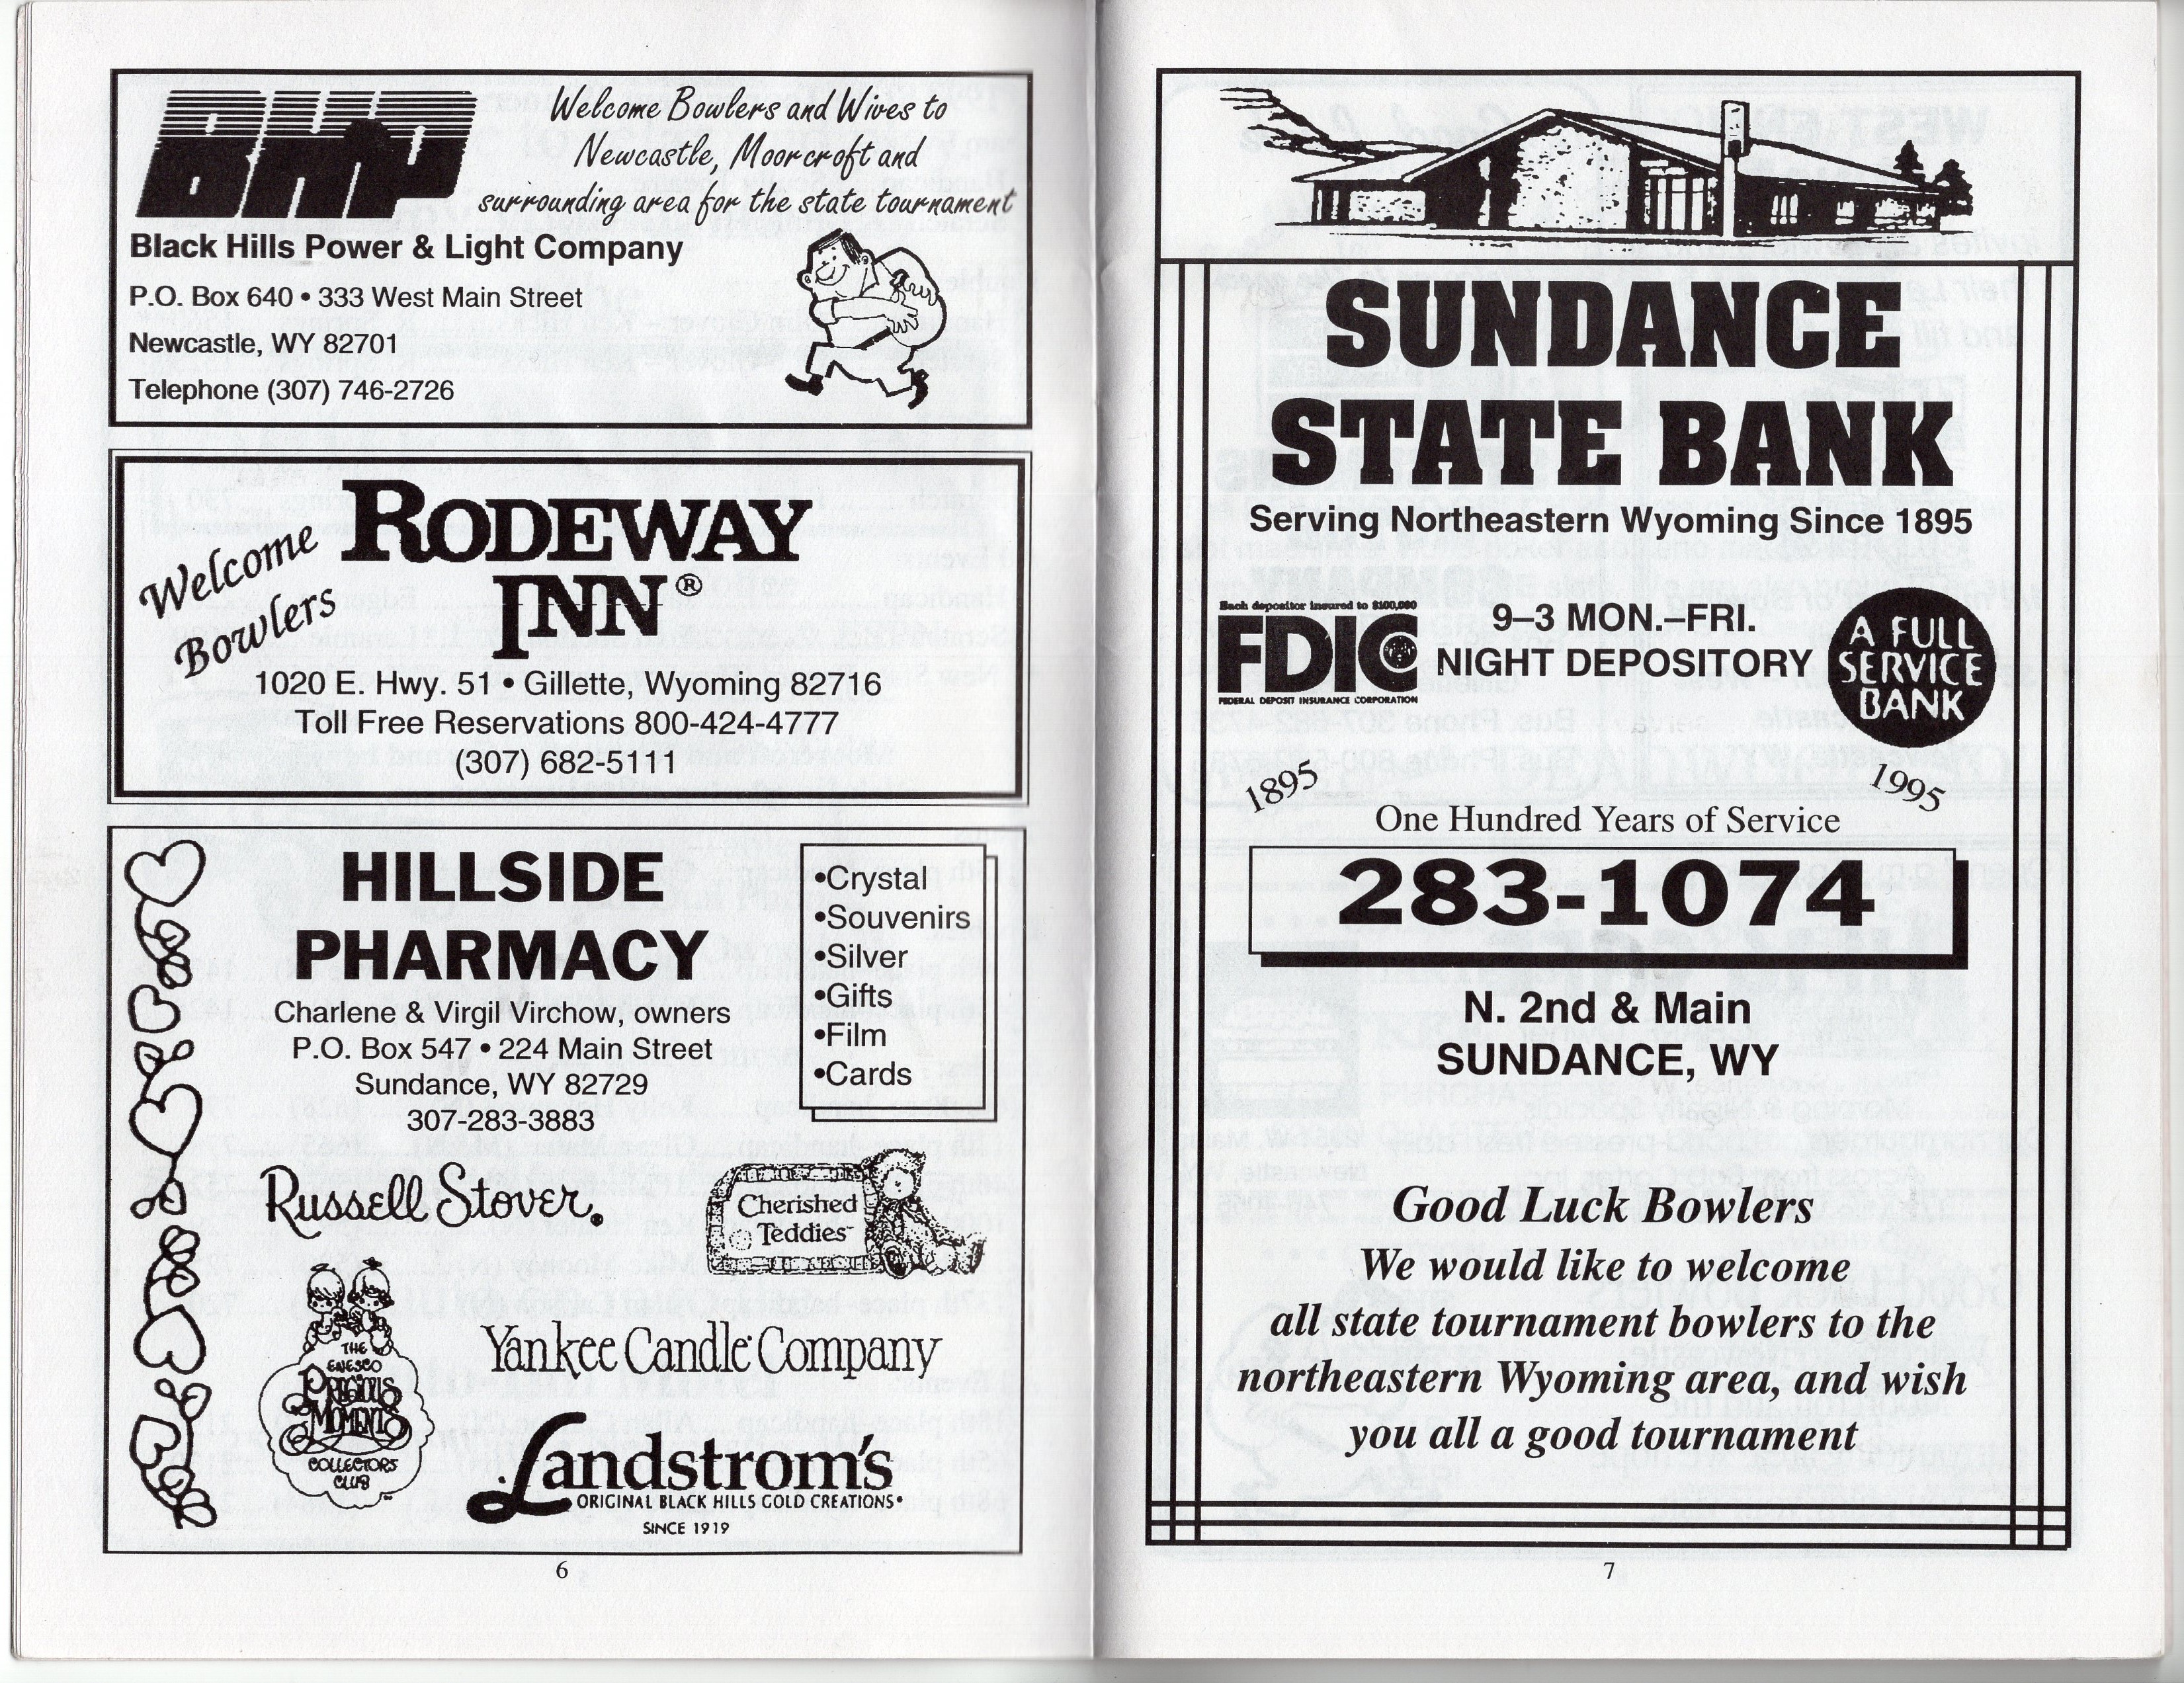 BHP
Welcome Bowlers and Wives to
Newcastle, Moorcroft and
surrounding area for the state tournament
Black Hills Power & Light Company
P.O. Box 640 • 333 West Main Street
Newcastle, WY 82701
Telephone (307) 746-2726
Welcome
Bowlers
RODEWAY
INN®
1020 E. Hwy. 51 • Gillette, Wyoming 82716
Toll Free Reservations 800-424-4777
(307) 682-5111
HILLSIDE
PHARMACY
Charlene & Virgil Virchow, owners
P.O. Box 547 • 224 Main Street
Sundance, WY 82729
307-283-3883
•Crystal
•Souvenirs
•Silver
•Gifts
•Film
•Cards
Russell Stover®
Cherished
Teddies™
THE
ENESCO
PRECIOUS
MOMENTS
COLLECTORS
CLUB™
Yankee Candle Company
Landstrom's
ORIGINAL BLACK HILLS GOLD CREATIONS®
SINCE 1919
6
SUNDANCE
STATE BANK
Serving Northeastern Wyoming Since 1895
Each depositor insured to $100,000
FDIC
FEDERAL DEPOSIT INSURANCE CORPORATION
9–3 MON.–FRI.
NIGHT DEPOSITORY
A FULL
SERVICE
BANK
1895
1995
One Hundred Years of Service
283-1074
N. 2nd & Main
SUNDANCE, WY
Good Luck Bowlers
We would like to welcome
all state tournament bowlers to the
northeastern Wyoming area, and wish
you all a good tournament
7